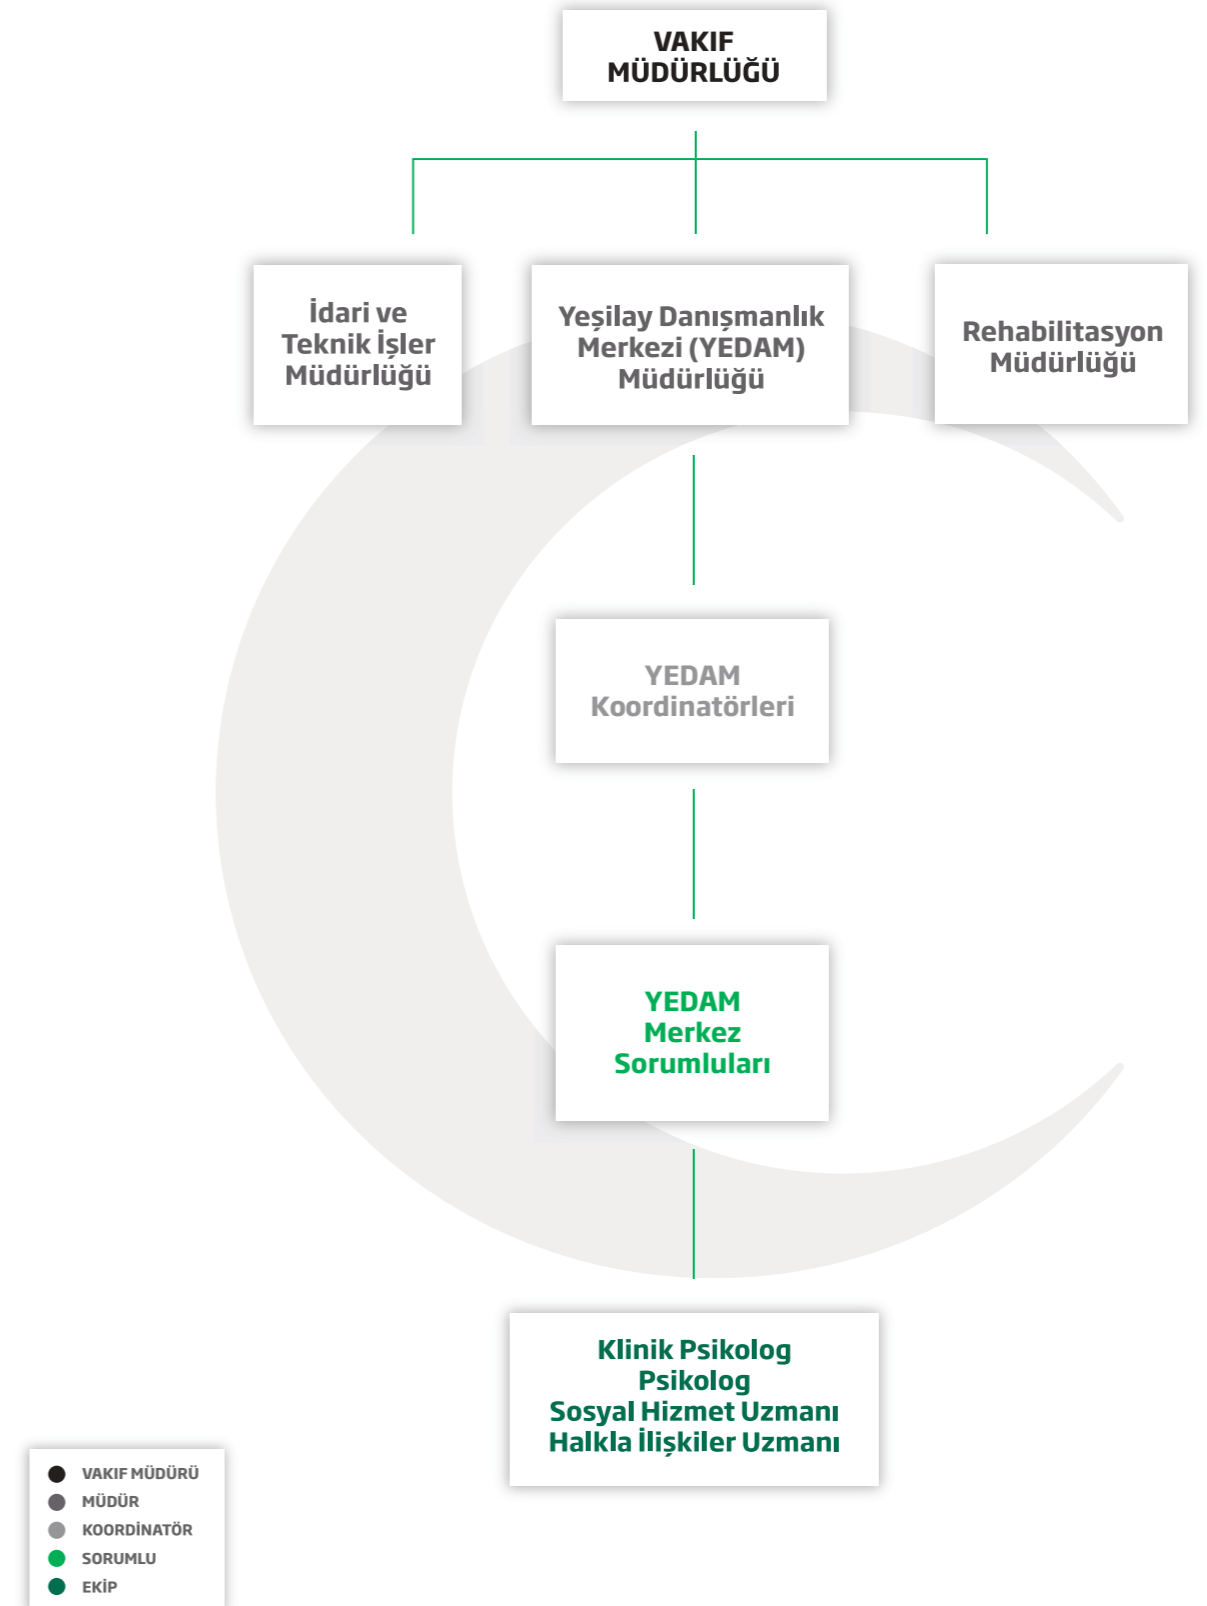 VAKIF
MÜDÜRLÜĞÜ
İdari ve
Teknik İşler
Müdürlüğü
Yeşilay Danışmanlık
Merkezi (YEDAM)
Müdürlüğü
Rehabilitasyon
Müdürlüğü
YEDAM
Koordinatörleri
YEDAM
Merkez
Sorumluları
Klinik Psikolog
Psikolog
Sosyal Hizmet Uzmanı
Halkla İlişkiler Uzmanı
VAKIF MÜDÜRÜ
MÜDÜR
KOORDİNATÖR
SORUMLU
EKİP